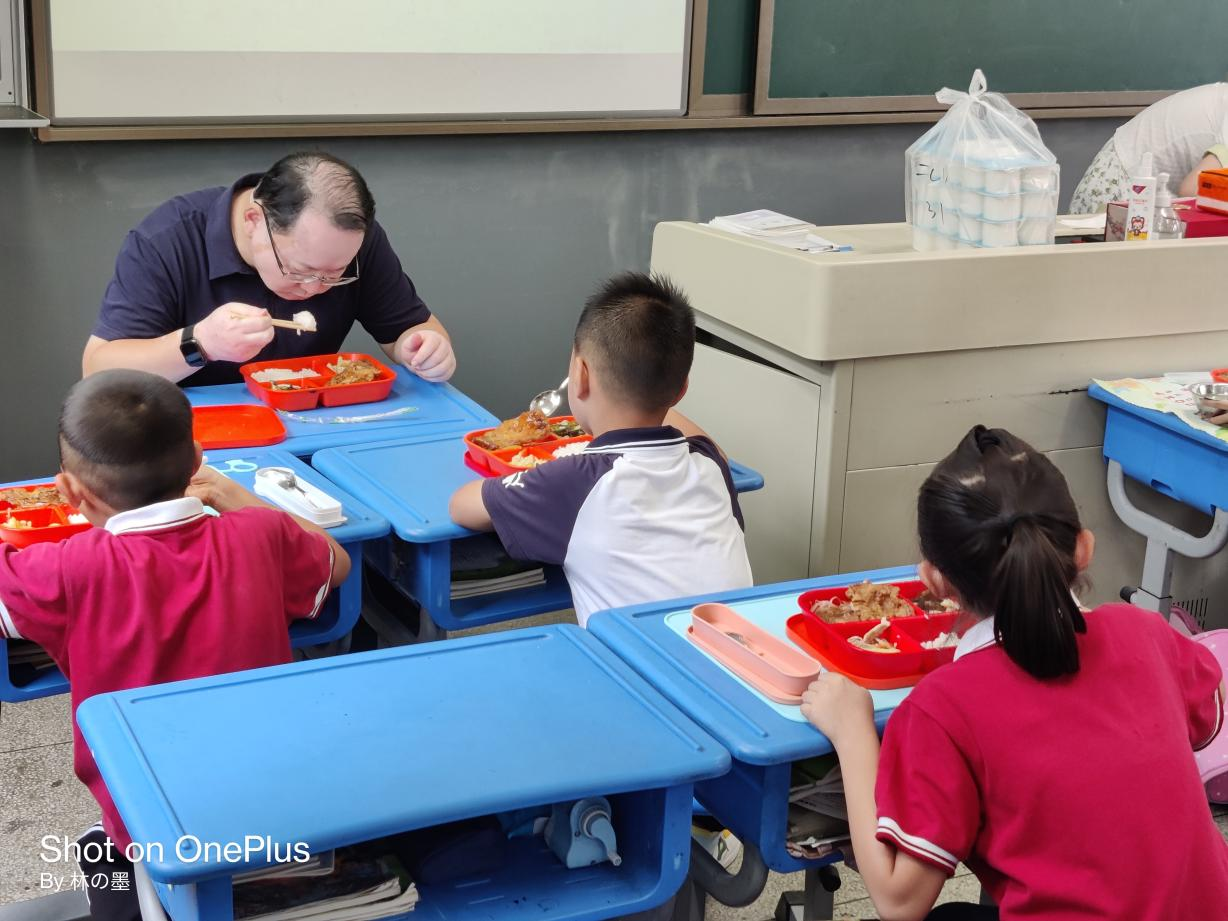 Shot on OnePlus
By 林の墨